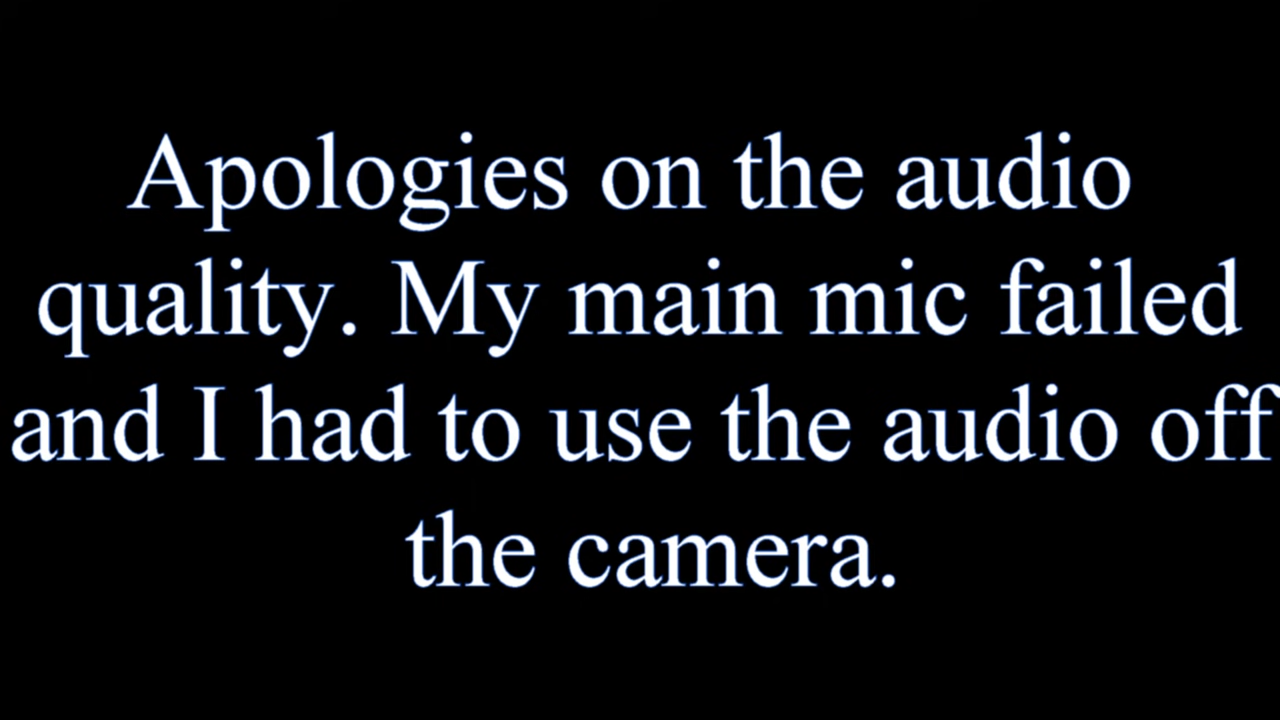 Apologies on the audio
quality. My main mic failed
and I had to use the audio off
the camera.